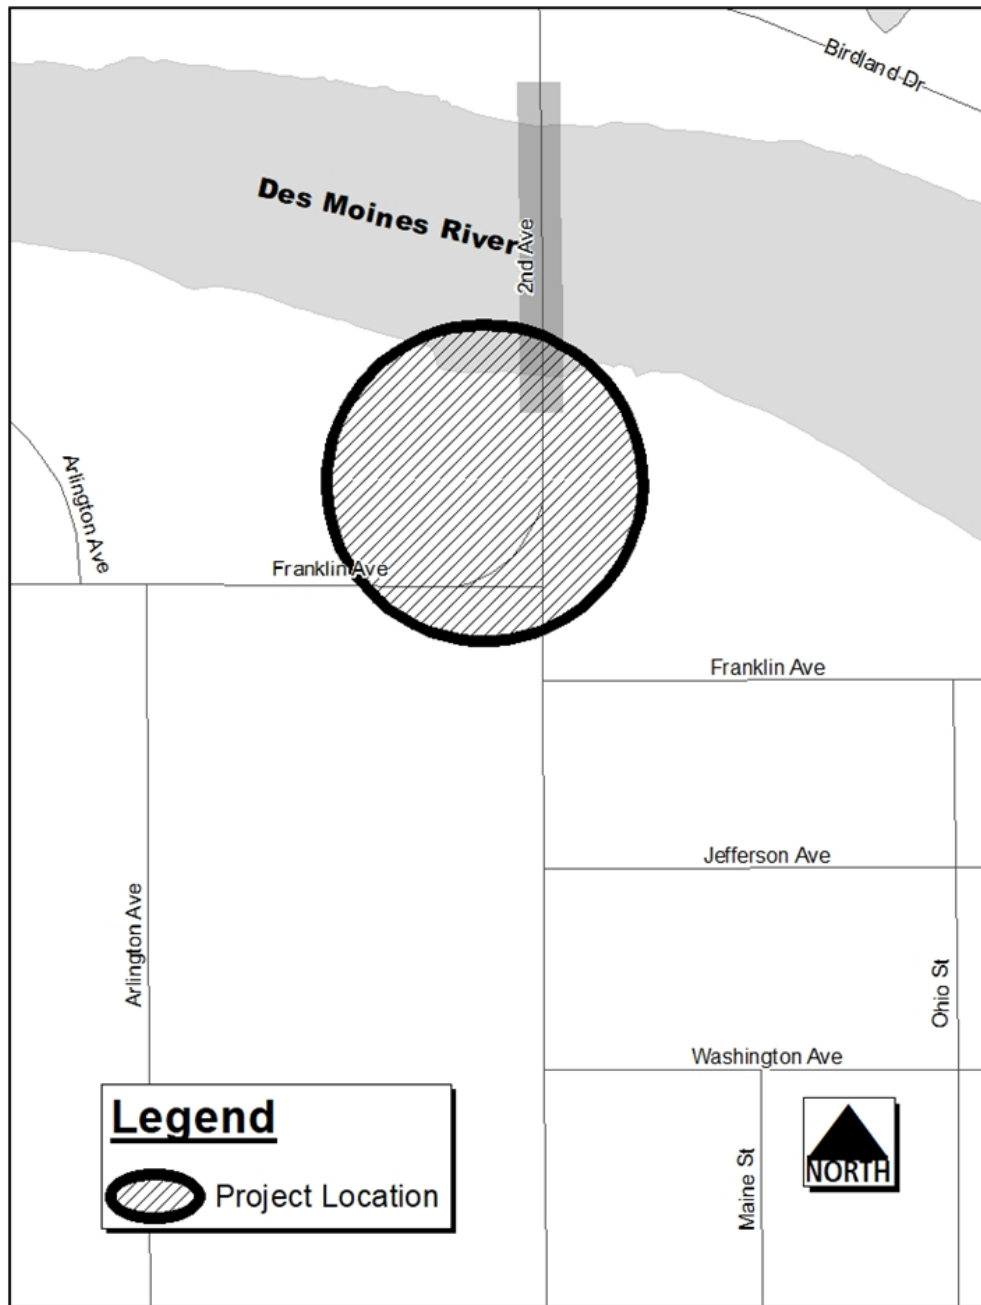 Birdland Dr
Des Moines River
2nd Ave
Arlington Ave
Franklin Ave
Franklin Ave
Jefferson Ave
Arlington Ave
Ohio St
Washington Ave
Legend
Project Location
Maine St
NORTH